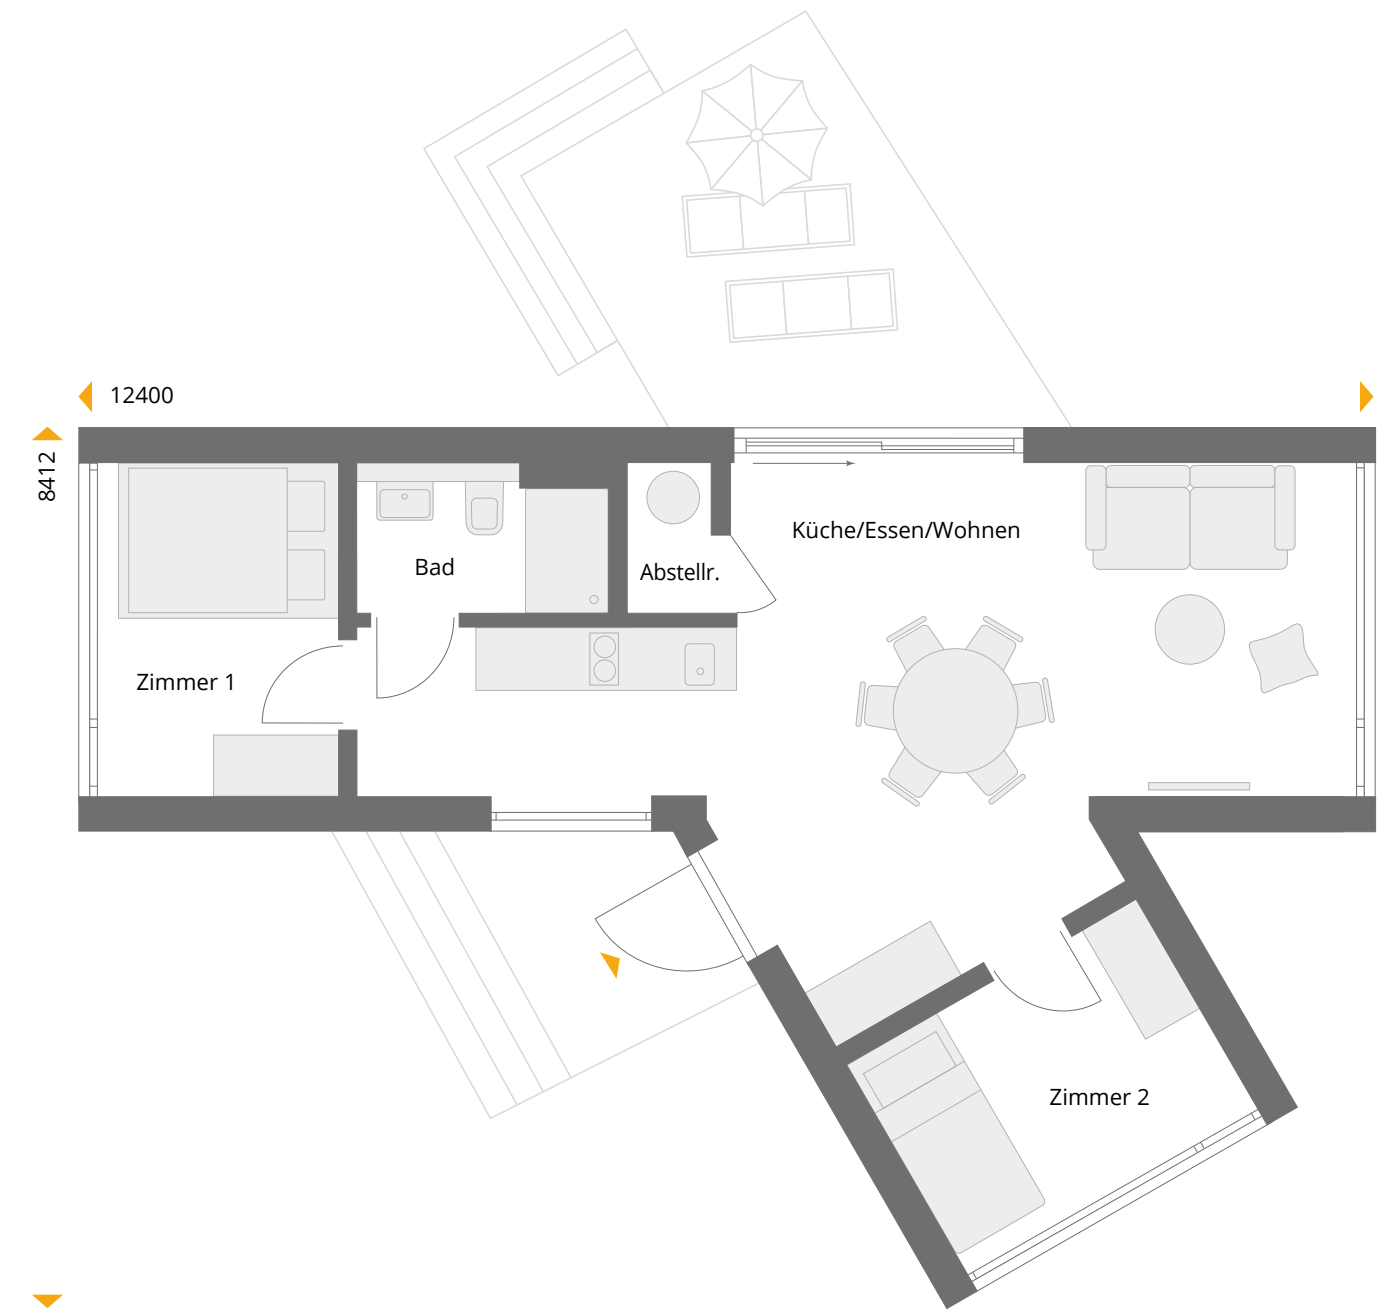 12400
8412
Küche/Essen/Wohnen
Bad
Abstellr.
Zimmer 1
Zimmer 2